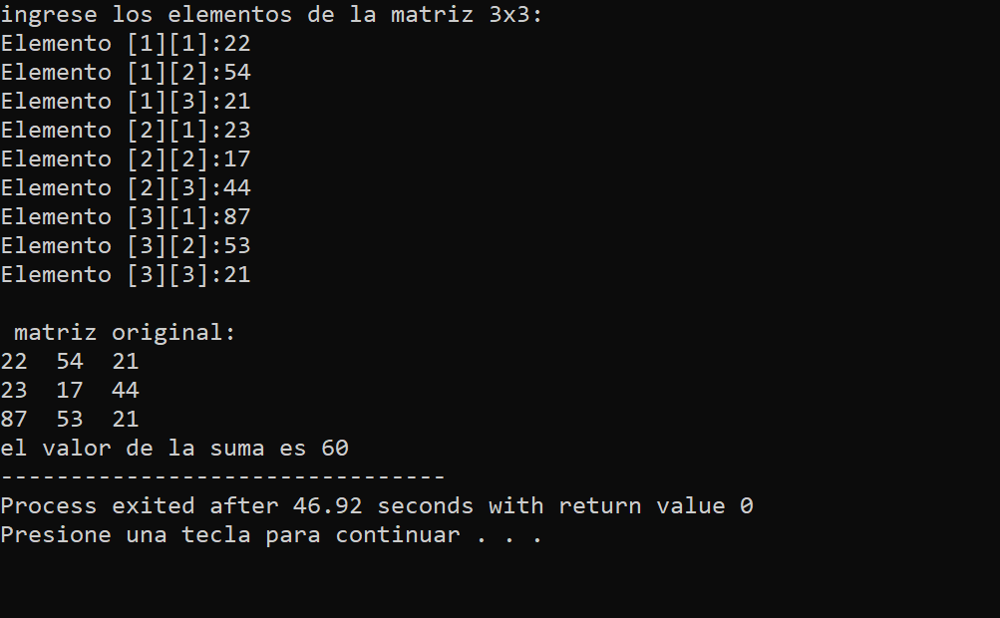 ingrese los elementos de la matriz 3x3:
Elemento [1][1]:22
Elemento [1][2]:54
Elemento [1][3]:21
Elemento [2][1]:23
Elemento [2][2]:17
Elemento [2][3]:44
Elemento [3][1]:87
Elemento [3][2]:53
Elemento [3][3]:21

 matriz original:
22  54  21
23  17  44
87  53  21
el valor de la suma es 60
--------------------------------
Process exited after 46.92 seconds with return value 0
Presione una tecla para continuar . . .